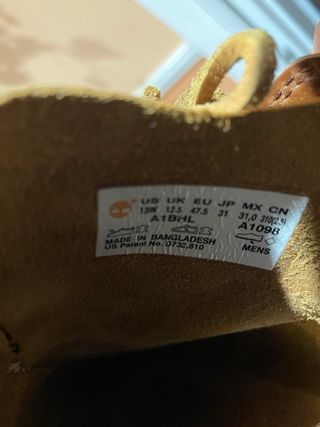 US UK EU JP MX CN
13W 12.5 47.5 31 31,0 310(2.5)
A1BHL A1098
MADE IN BANGLADESH
US Patent No. D732,810 MENS